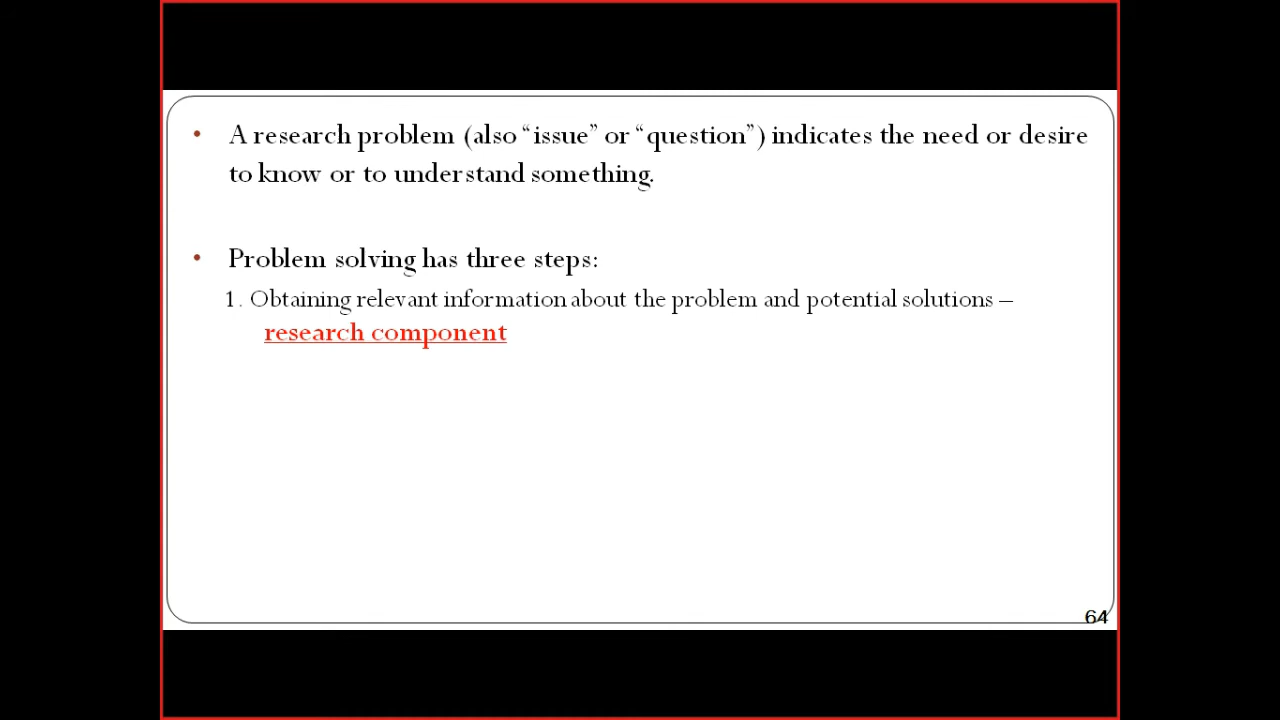 • A research problem (also “issue” or “question”) indicates the need or desire
to know or to understand something.
• Problem solving has three steps:
1. Obtaining relevant information about the problem and potential solutions –
research component
64